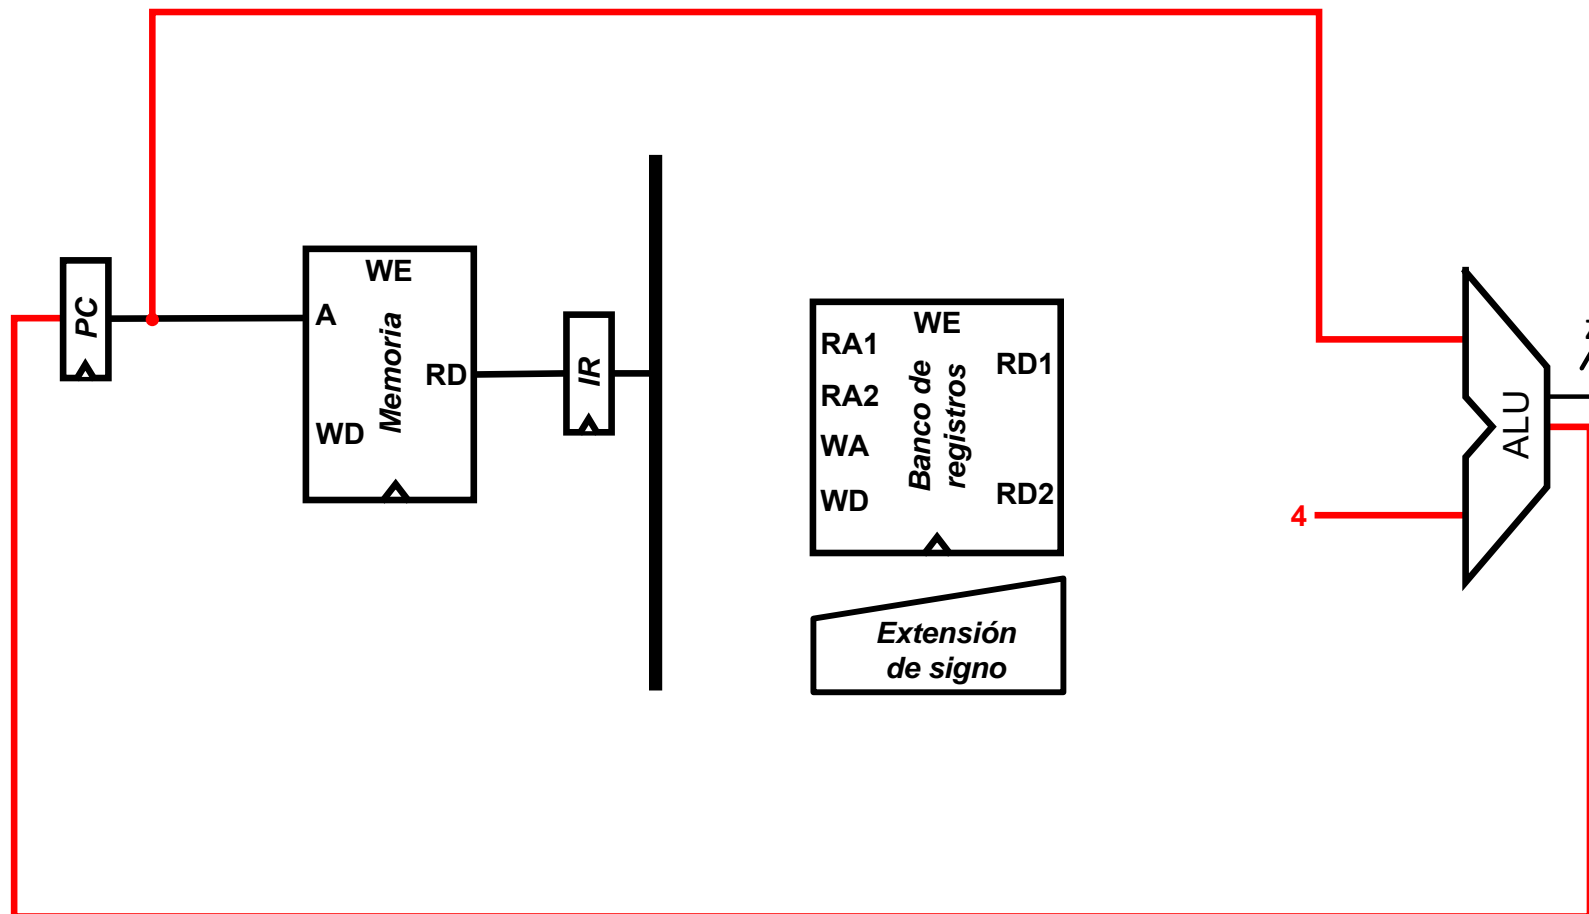 PC
WE
A
Memoria
RD
WD
IR
WE
RA1
RD1
RA2
Banco de
registros
WA
WD
RD2
ALU
4
Extensión
de signo